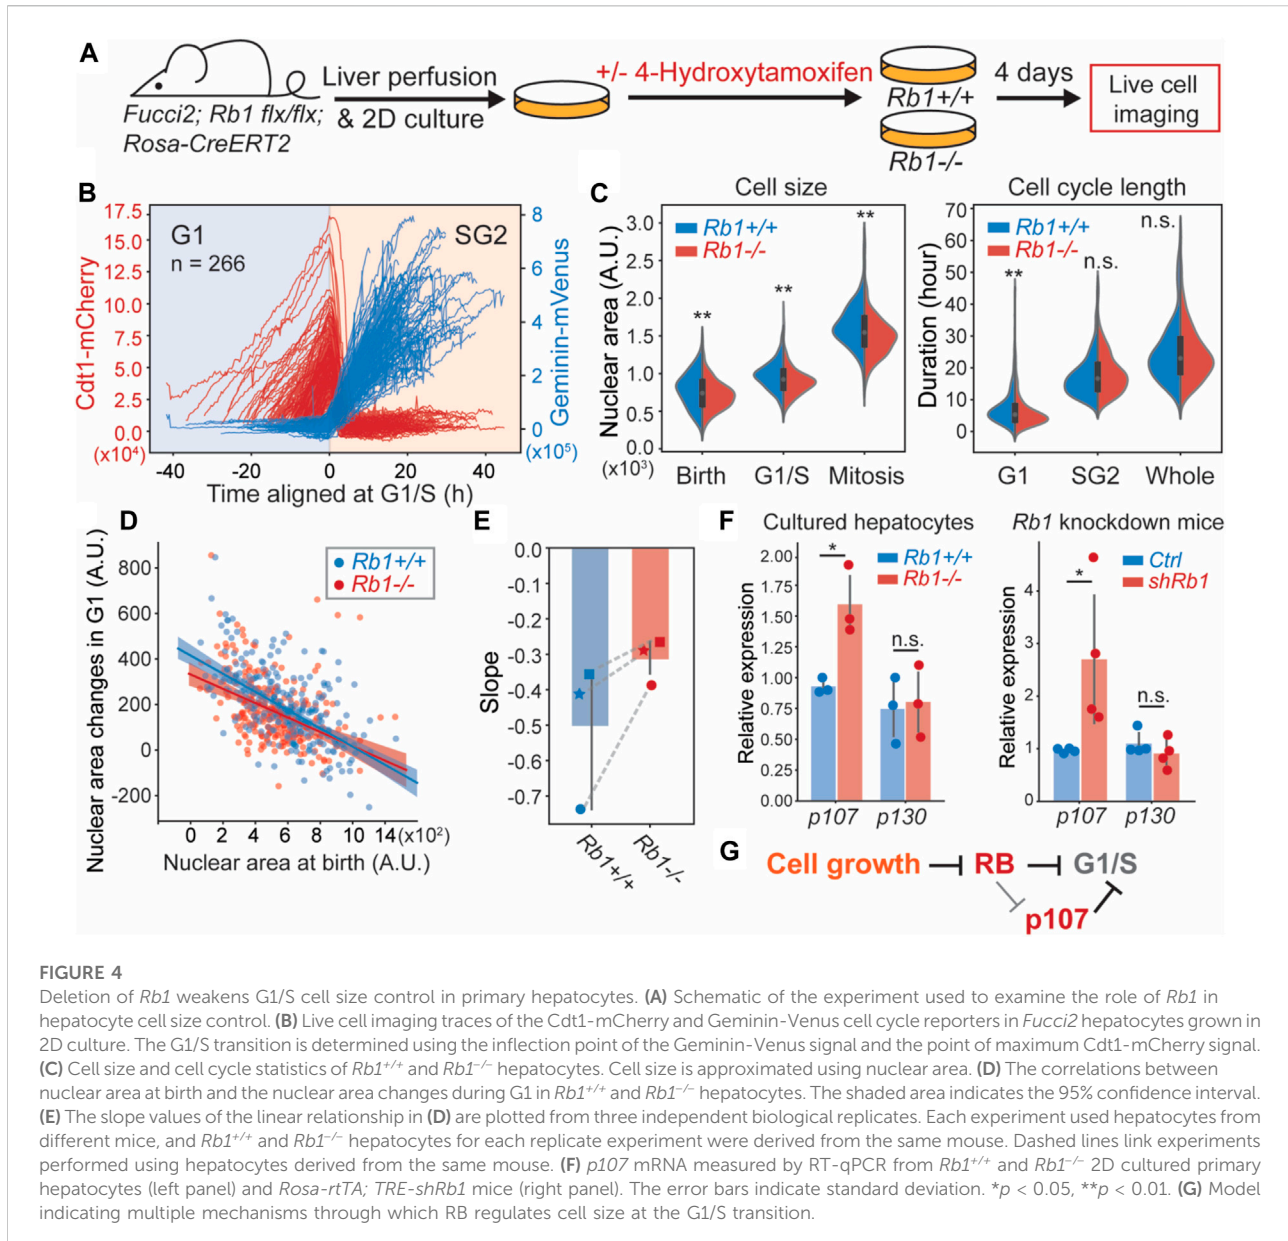 A
Fucci2; Rb1 flx/flx;
Rosa-CreERT2
Liver perfusion
& 2D culture
+/- 4-Hydroxytamoxifen
Rb1+/+
Rb1-/-
4 days
Live cell
imaging
B
Cdt1-mCherry
17.5
15.0
12.5
10.0
7.5
5.0
2.5
0.0
(x10⁴)
G1
n = 266
SG2
8
6
4
2
0
(x10⁵)
Geminin-mVenus
-40 -20 0 20 40
Time aligned at G1/S (h)
C
Cell size
Nuclear area (A.U.)
3.0
2.5
2.0
1.5
1.0
0.5
0.0
(x10³)
Rb1+/+
Rb1-/-
** ** **
Birth G1/S Mitosis
Cell cycle length
Duration (hour)
70
60
50
40
30
20
10
0
Rb1+/+
Rb1-/-
** n.s. n.s.
G1 SG2 Whole
D
Nuclear area changes in G1 (A.U.)
800
600
400
200
0
-200
Rb1+/+
Rb1-/-
0 2 4 6 8 10 14 (x10²)
Nuclear area at birth (A.U.)
E
Slope
0.0
-0.1
-0.2
-0.3
-0.4
-0.5
-0.6
-0.7
Rb1+/+
Rb1-/-
F
Cultured hepatocytes
Relative expression
2.00
1.75
1.50
1.25
1.00
0.75
0.50
0.25
0.00
Rb1+/+
Rb1-/-
* n.s.
p107 p130
Rb1 knockdown mice
Relative expression
4
3
2
1
0
Ctrl
shRb1
* n.s.
p107 p130
G
Cell growth RB G1/S
p107
FIGURE 4
Deletion of Rb1 weakens G1/S cell size control in primary hepatocytes. (A) Schematic of the experiment used to examine the role of Rb1 in
hepatocyte cell size control. (B) Live cell imaging traces of the Cdt1-mCherry and Geminin-Venus cell cycle reporters in Fucci2 hepatocytes grown in
2D culture. The G1/S transition is determined using the inflection point of the Geminin-Venus signal and the point of maximum Cdt1-mCherry signal.
(C) Cell size and cell cycle statistics of Rb1⁺/⁺ and Rb1⁻/⁻ hepatocytes. Cell size is approximated using nuclear area. (D) The correlations between
nuclear area at birth and the nuclear area changes during G1 in Rb1⁺/⁺ and Rb1⁻/⁻ hepatocytes. The shaded area indicates the 95% confidence interval.
(E) The slope values of the linear relationship in (D) are plotted from three independent biological replicates. Each experiment used hepatocytes from
different mice, and Rb1⁺/⁺ and Rb1⁻/⁻ hepatocytes for each replicate experiment were derived from the same mouse. Dashed lines link experiments
performed using hepatocytes derived from the same mouse. (F) p107 mRNA measured by RT-qPCR from Rb1⁺/⁺ and Rb1⁻/⁻ 2D cultured primary
hepatocytes (left panel) and Rosa-rtTA; TRE-shRb1 mice (right panel). The error bars indicate standard deviation. *p < 0.05, **p < 0.01. (G) Model
indicating multiple mechanisms through which RB regulates cell size at the G1/S transition.